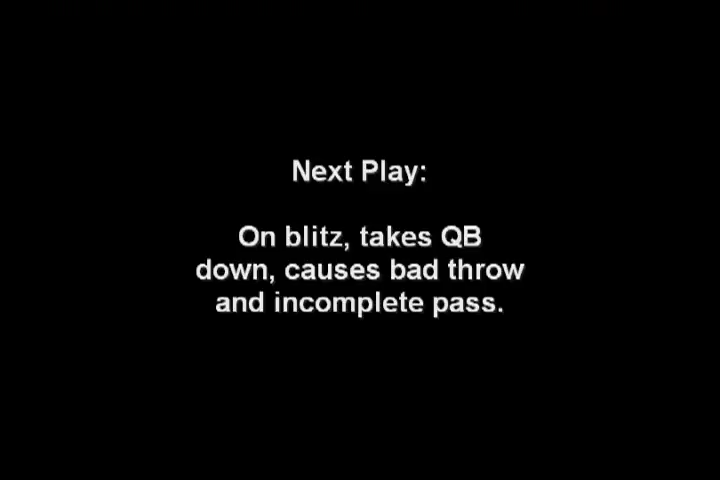 Next Play:
On blitz, takes QB
down, causes bad throw
and incomplete pass.